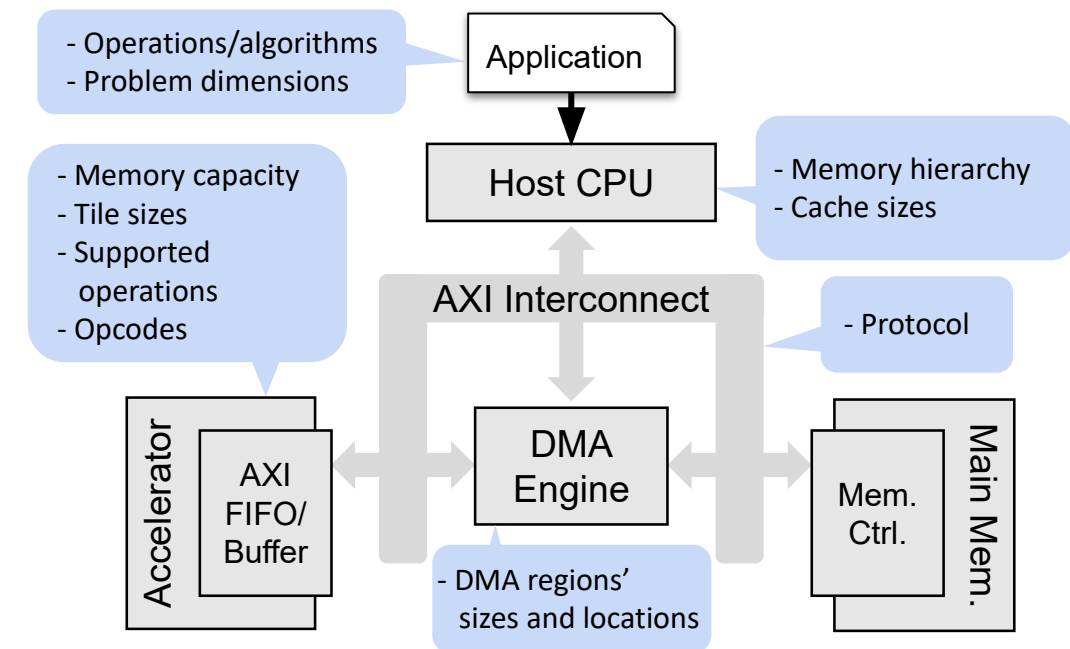 - Operations/algorithms
- Problem dimensions
Application
- Memory capacity
- Tile sizes
- Supported
operations
- Opcodes
Host CPU
- Memory hierarchy
- Cache sizes
AXI Interconnect
- Protocol
Accelerator
AXI
FIFO/
Buffer
DMA
Engine
Mem.
Ctrl.
Main Mem.
- DMA regions’
sizes and locations